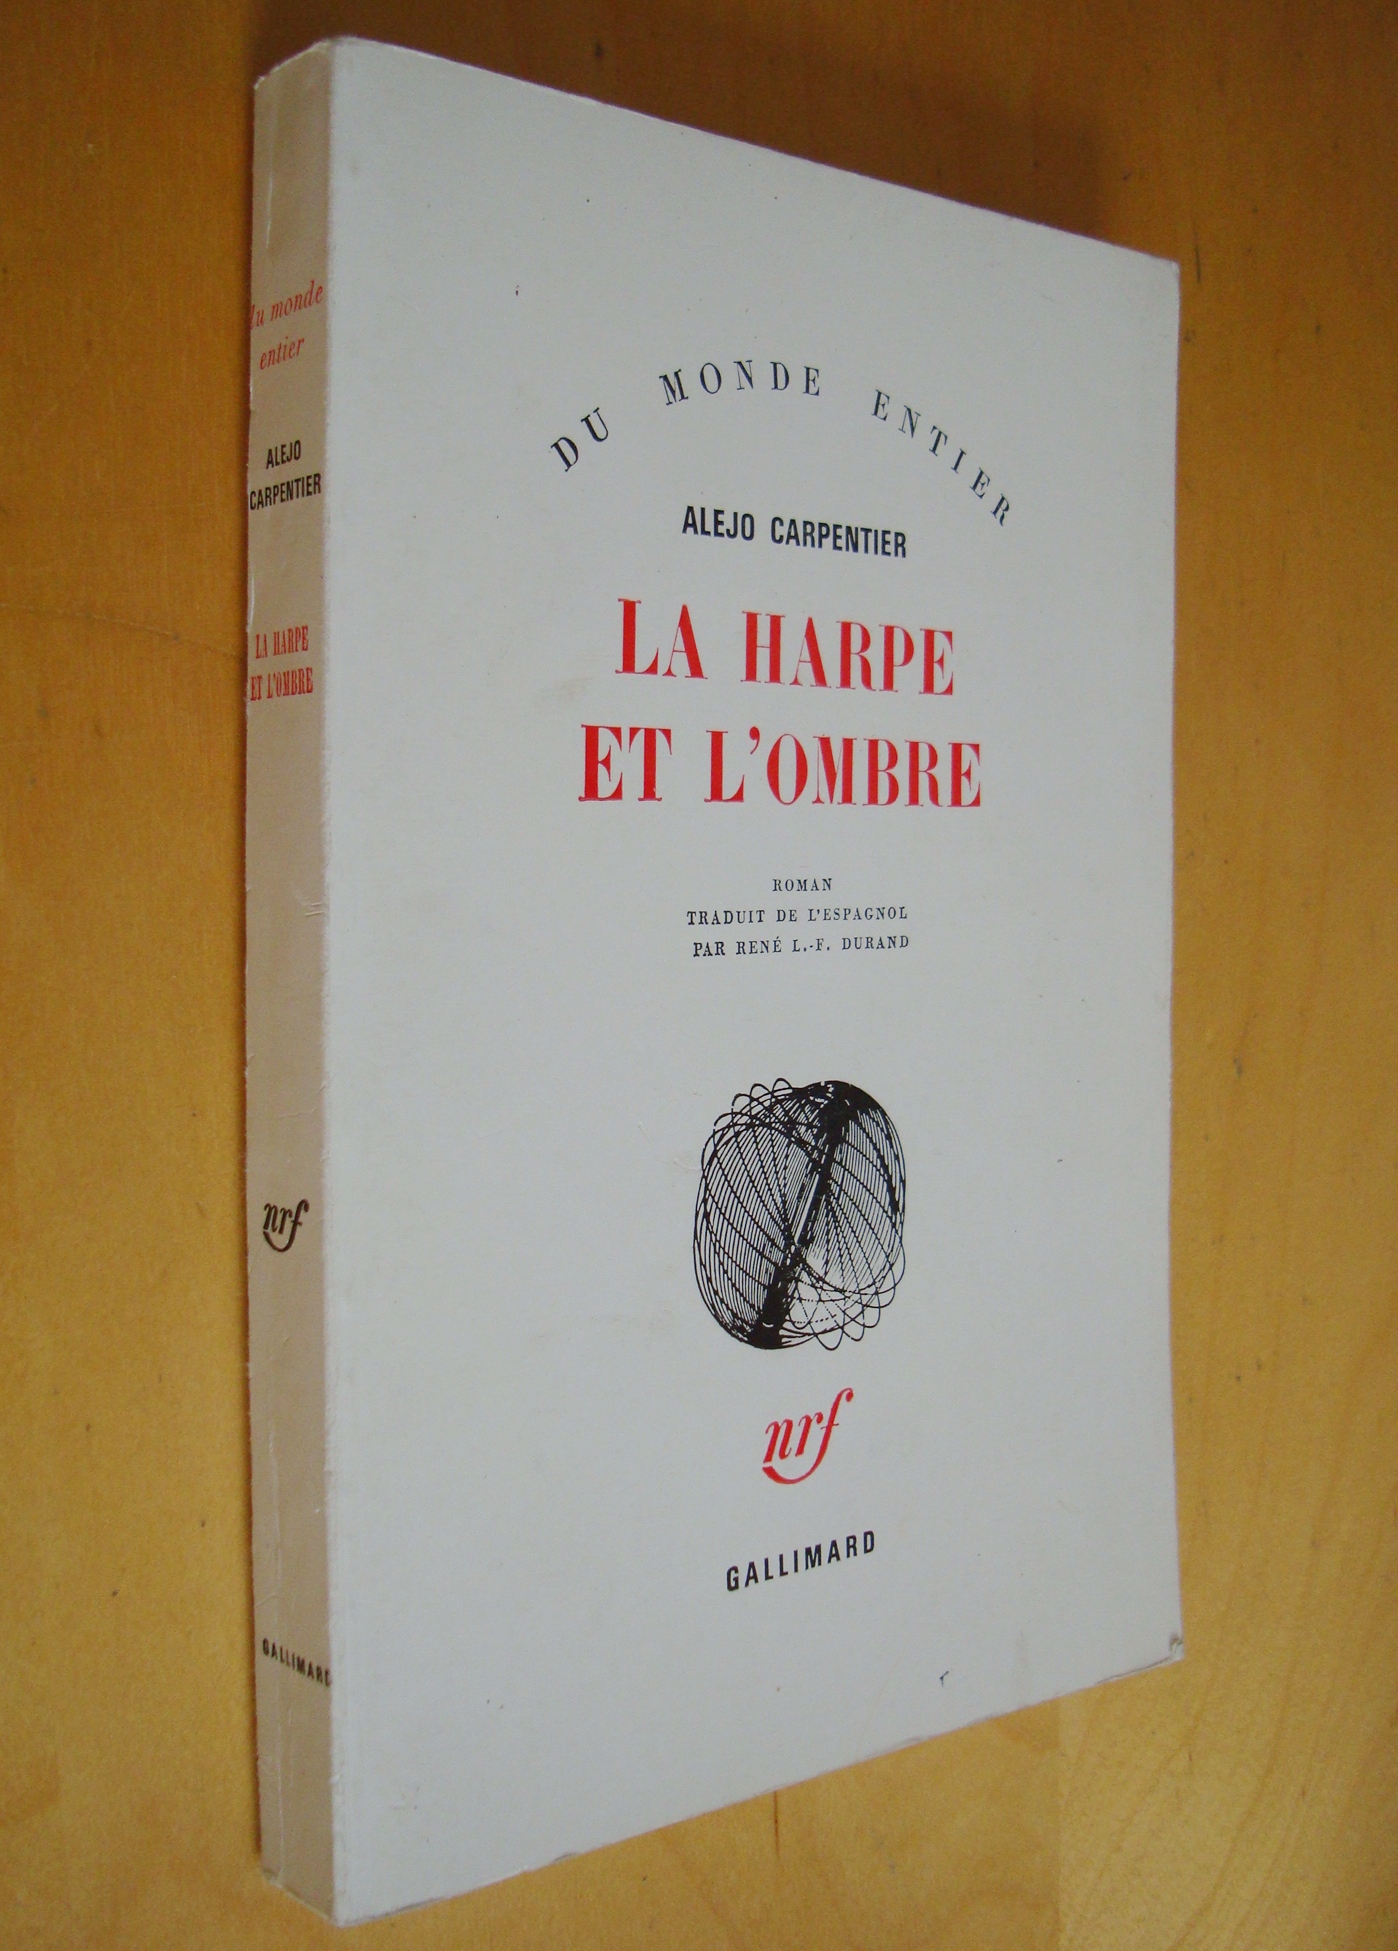 du monde
entier
ALEJO
CARPENTIER
LA HARPE
ET L'OMBRE
nrf
GALLIMARD
DU MONDE ENTIER
ALEJO CARPENTIER
LA HARPE
ET L'OMBRE
ROMAN
TRADUIT DE L'ESPAGNOL
PAR RENÉ L.-F. DURAND
nrf
GALLIMARD